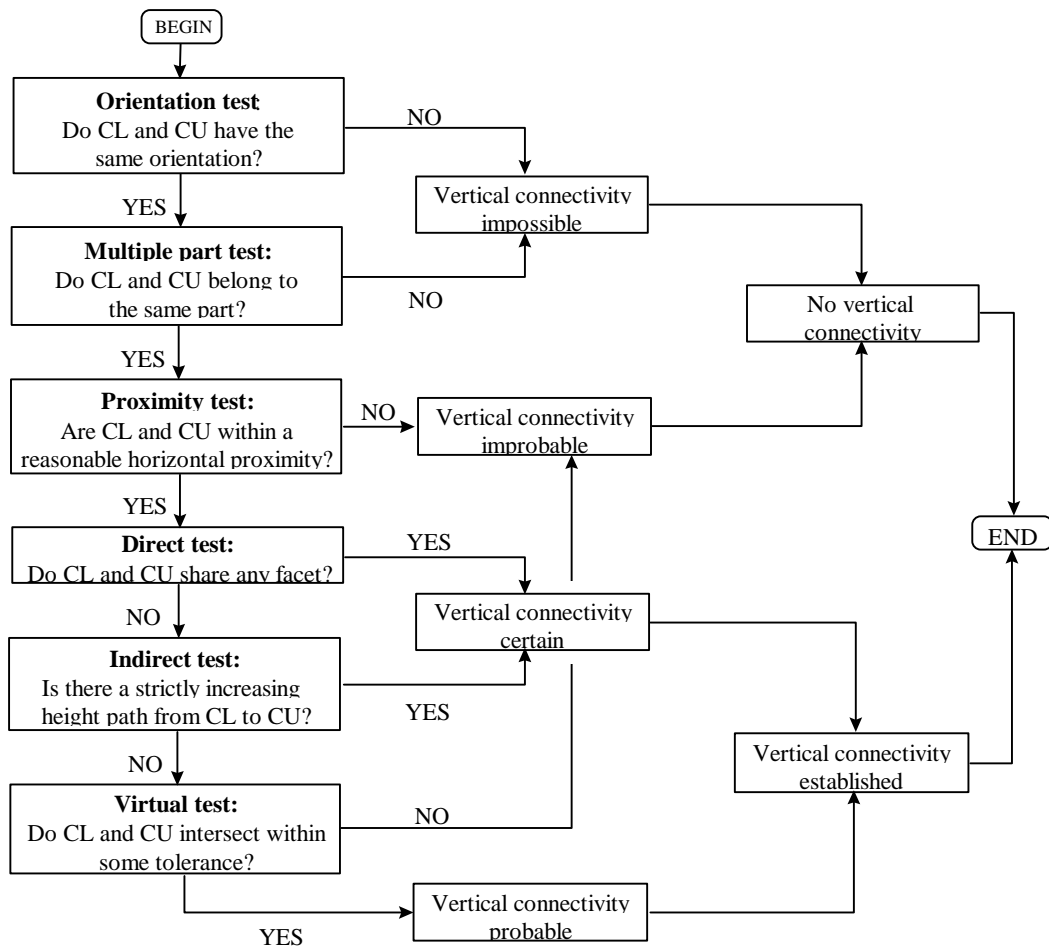 BEGIN
Orientation test:
Do CL and CU have the
same orientation?
NO
Vertical connectivity
impossible
YES
Multiple part test:
Do CL and CU belong to
the same part?
NO
No vertical
connectivity
YES
Proximity test:
Are CL and CU within a
reasonable horizontal proximity?
NO
Vertical connectivity
improbable
YES
Direct test:
Do CL and CU share any facet?
YES
END
Vertical connectivity
certain
NO
Indirect test:
Is there a strictly increasing
height path from CL to CU?
YES
Vertical connectivity
established
NO
Virtual test:
Do CL and CU intersect within
some tolerance?
NO
YES
Vertical connectivity
probable